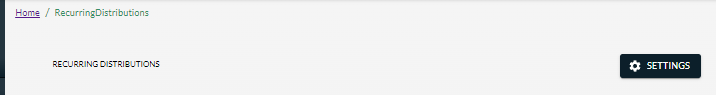 Home / RecurringDistributions
RECURRING DISTRIBUTIONS
SETTINGS